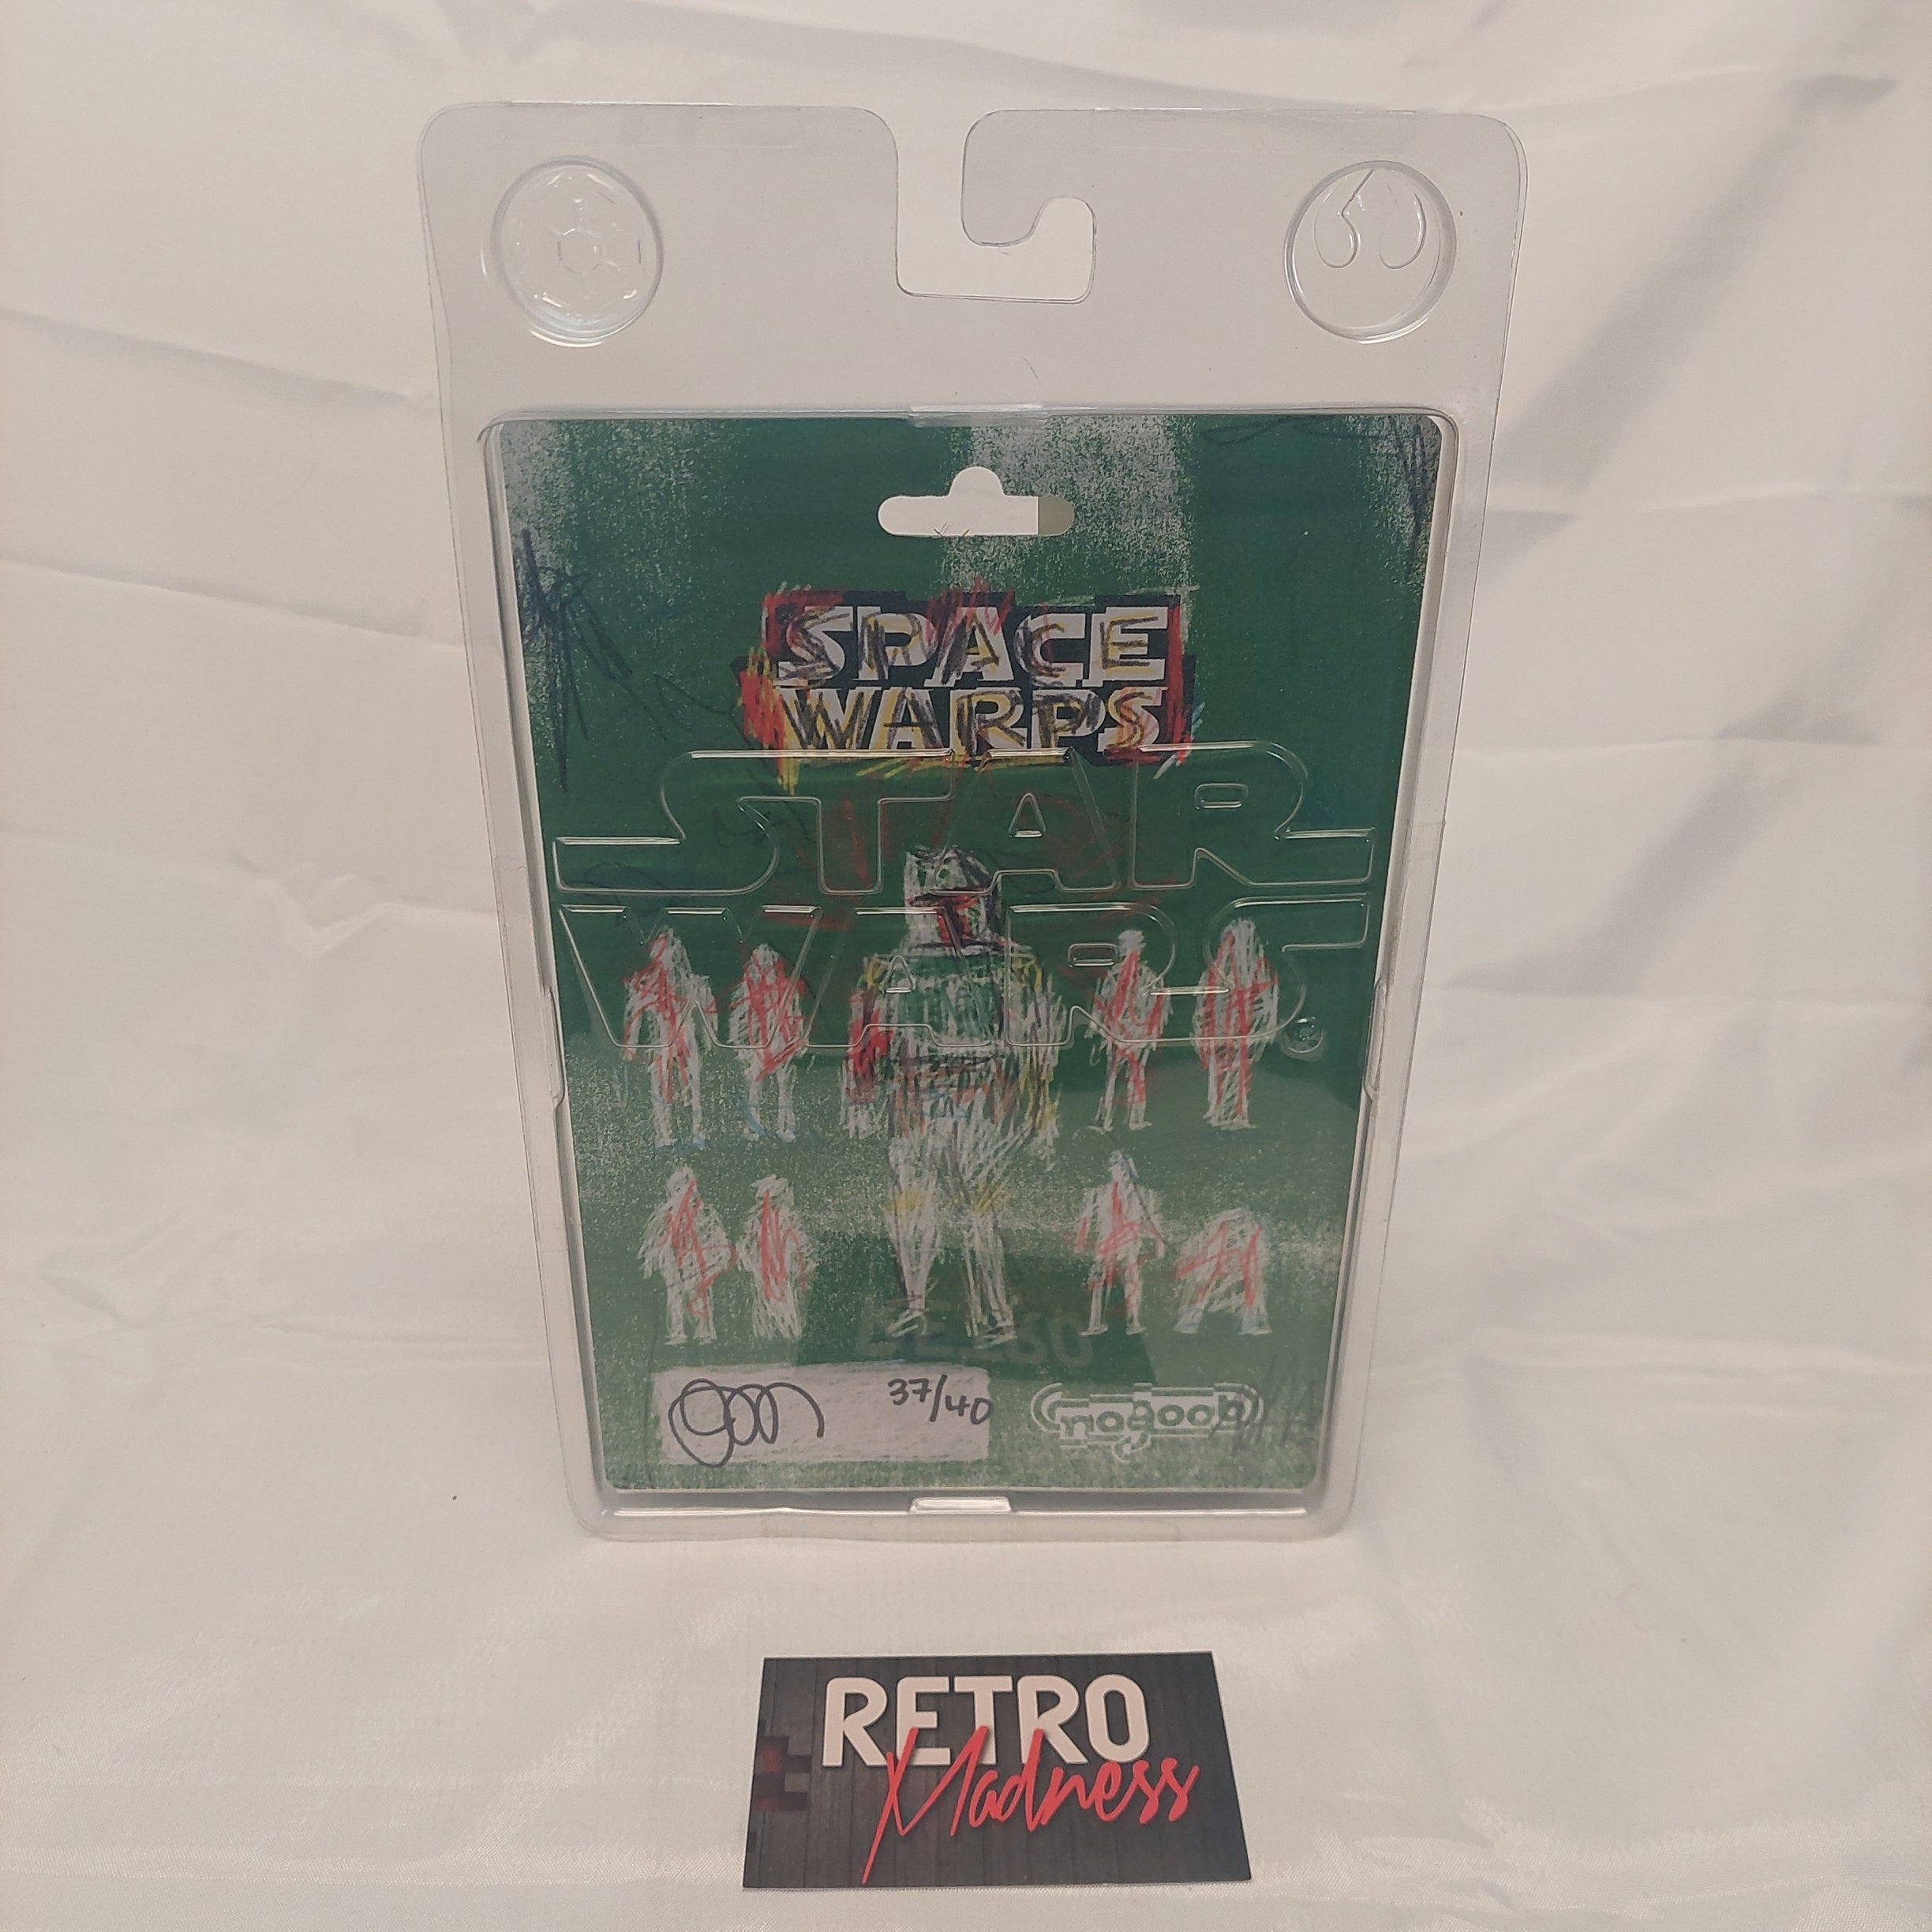 SPACE
WARPS
STAR
WARS.
37/40
nogoob
RETRO
Madness